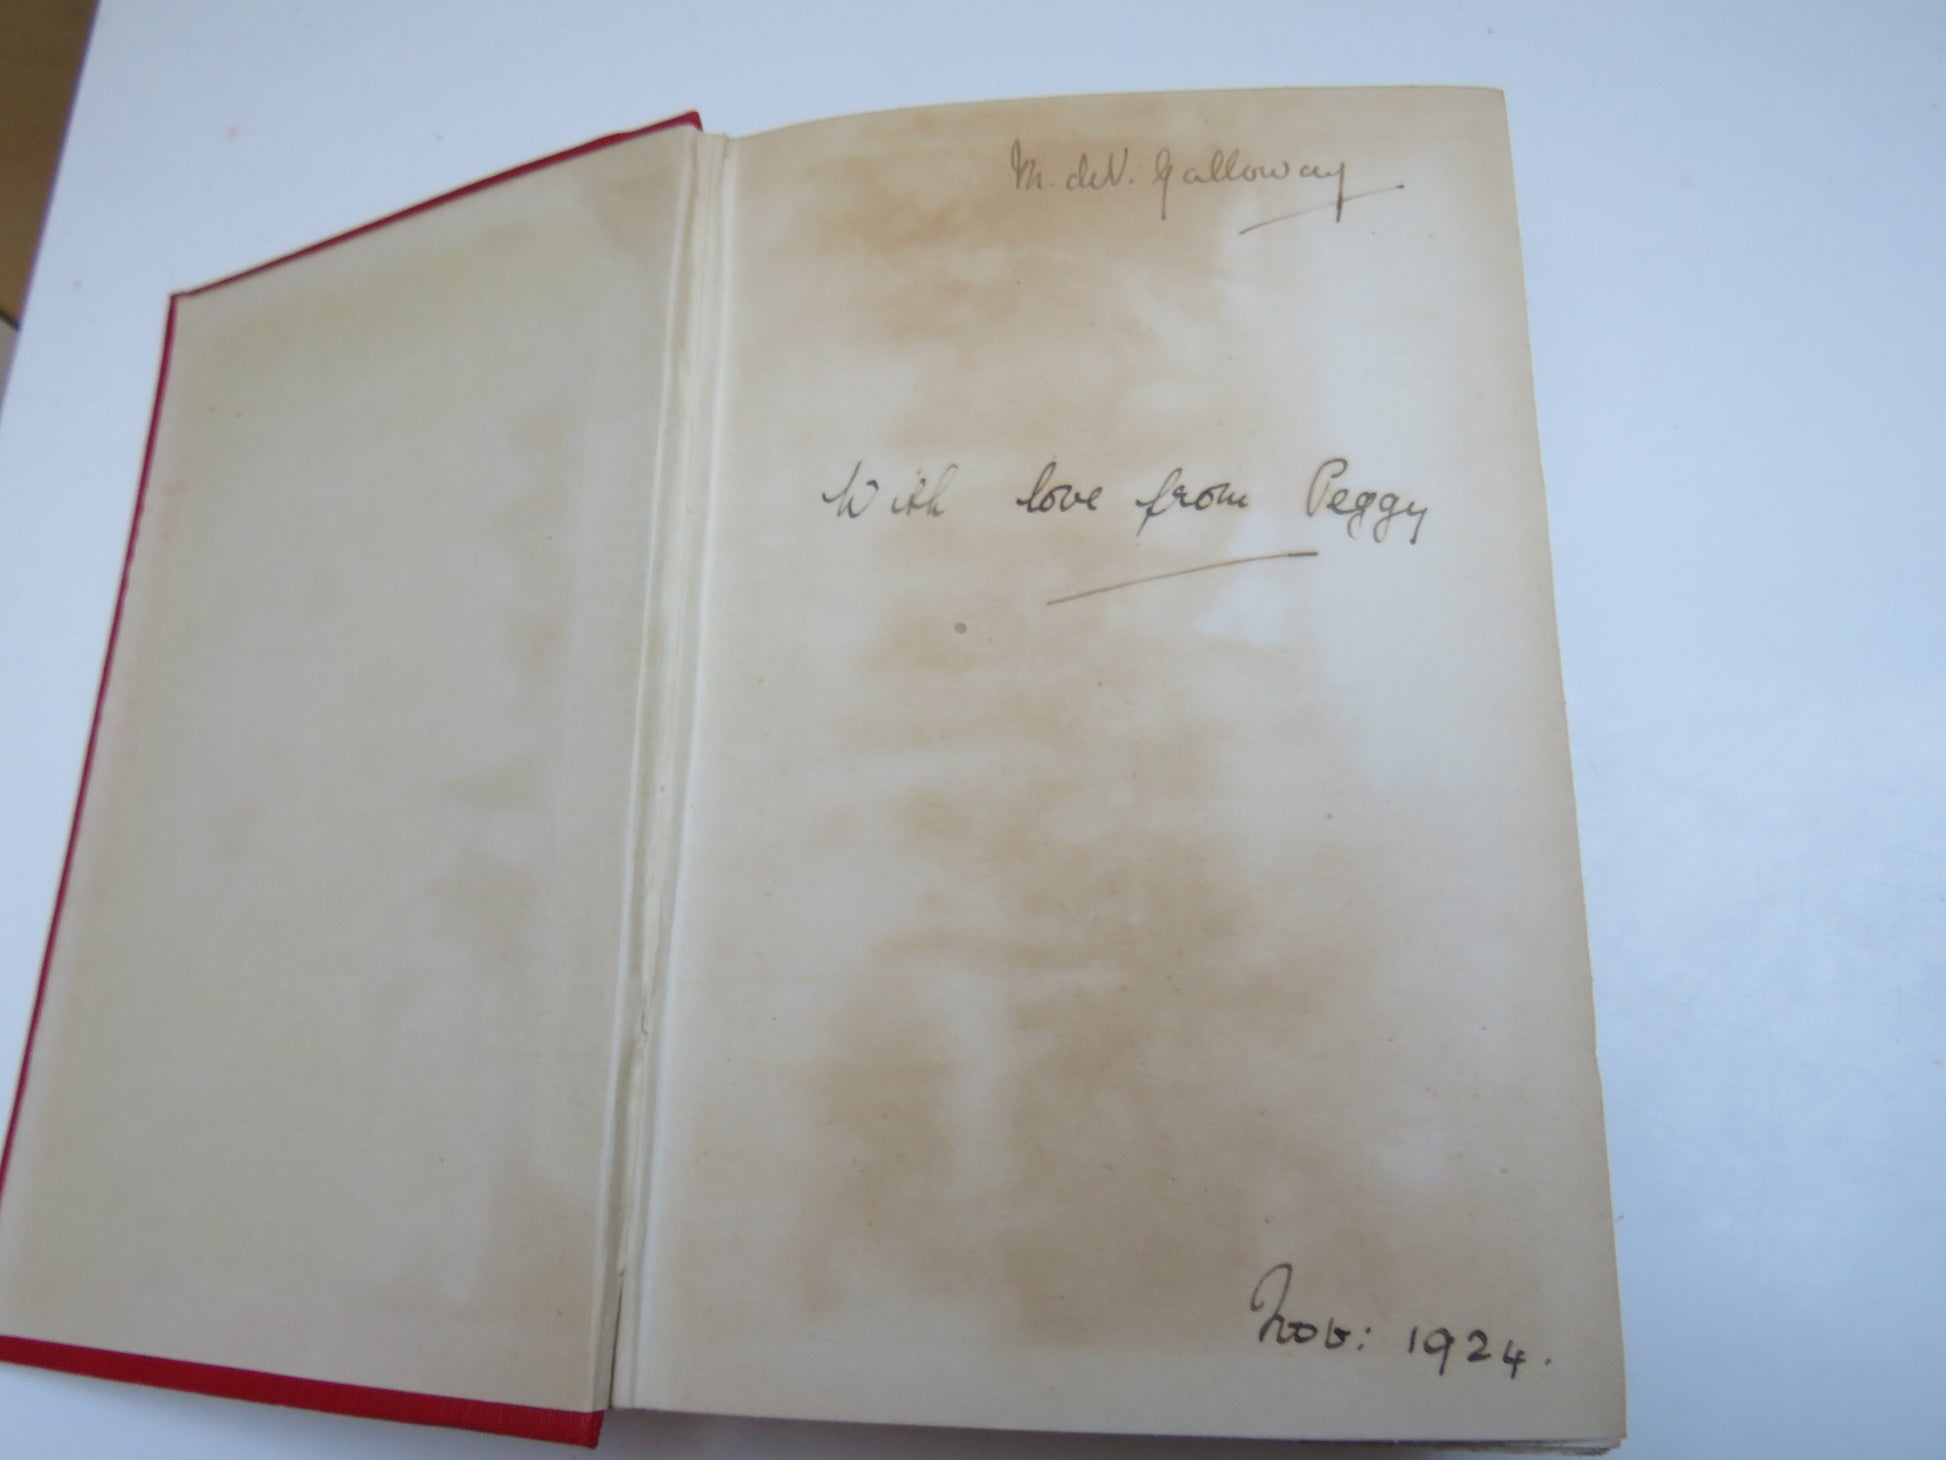 M. deV. Galloway
With love from Peggy
Nov: 1924.